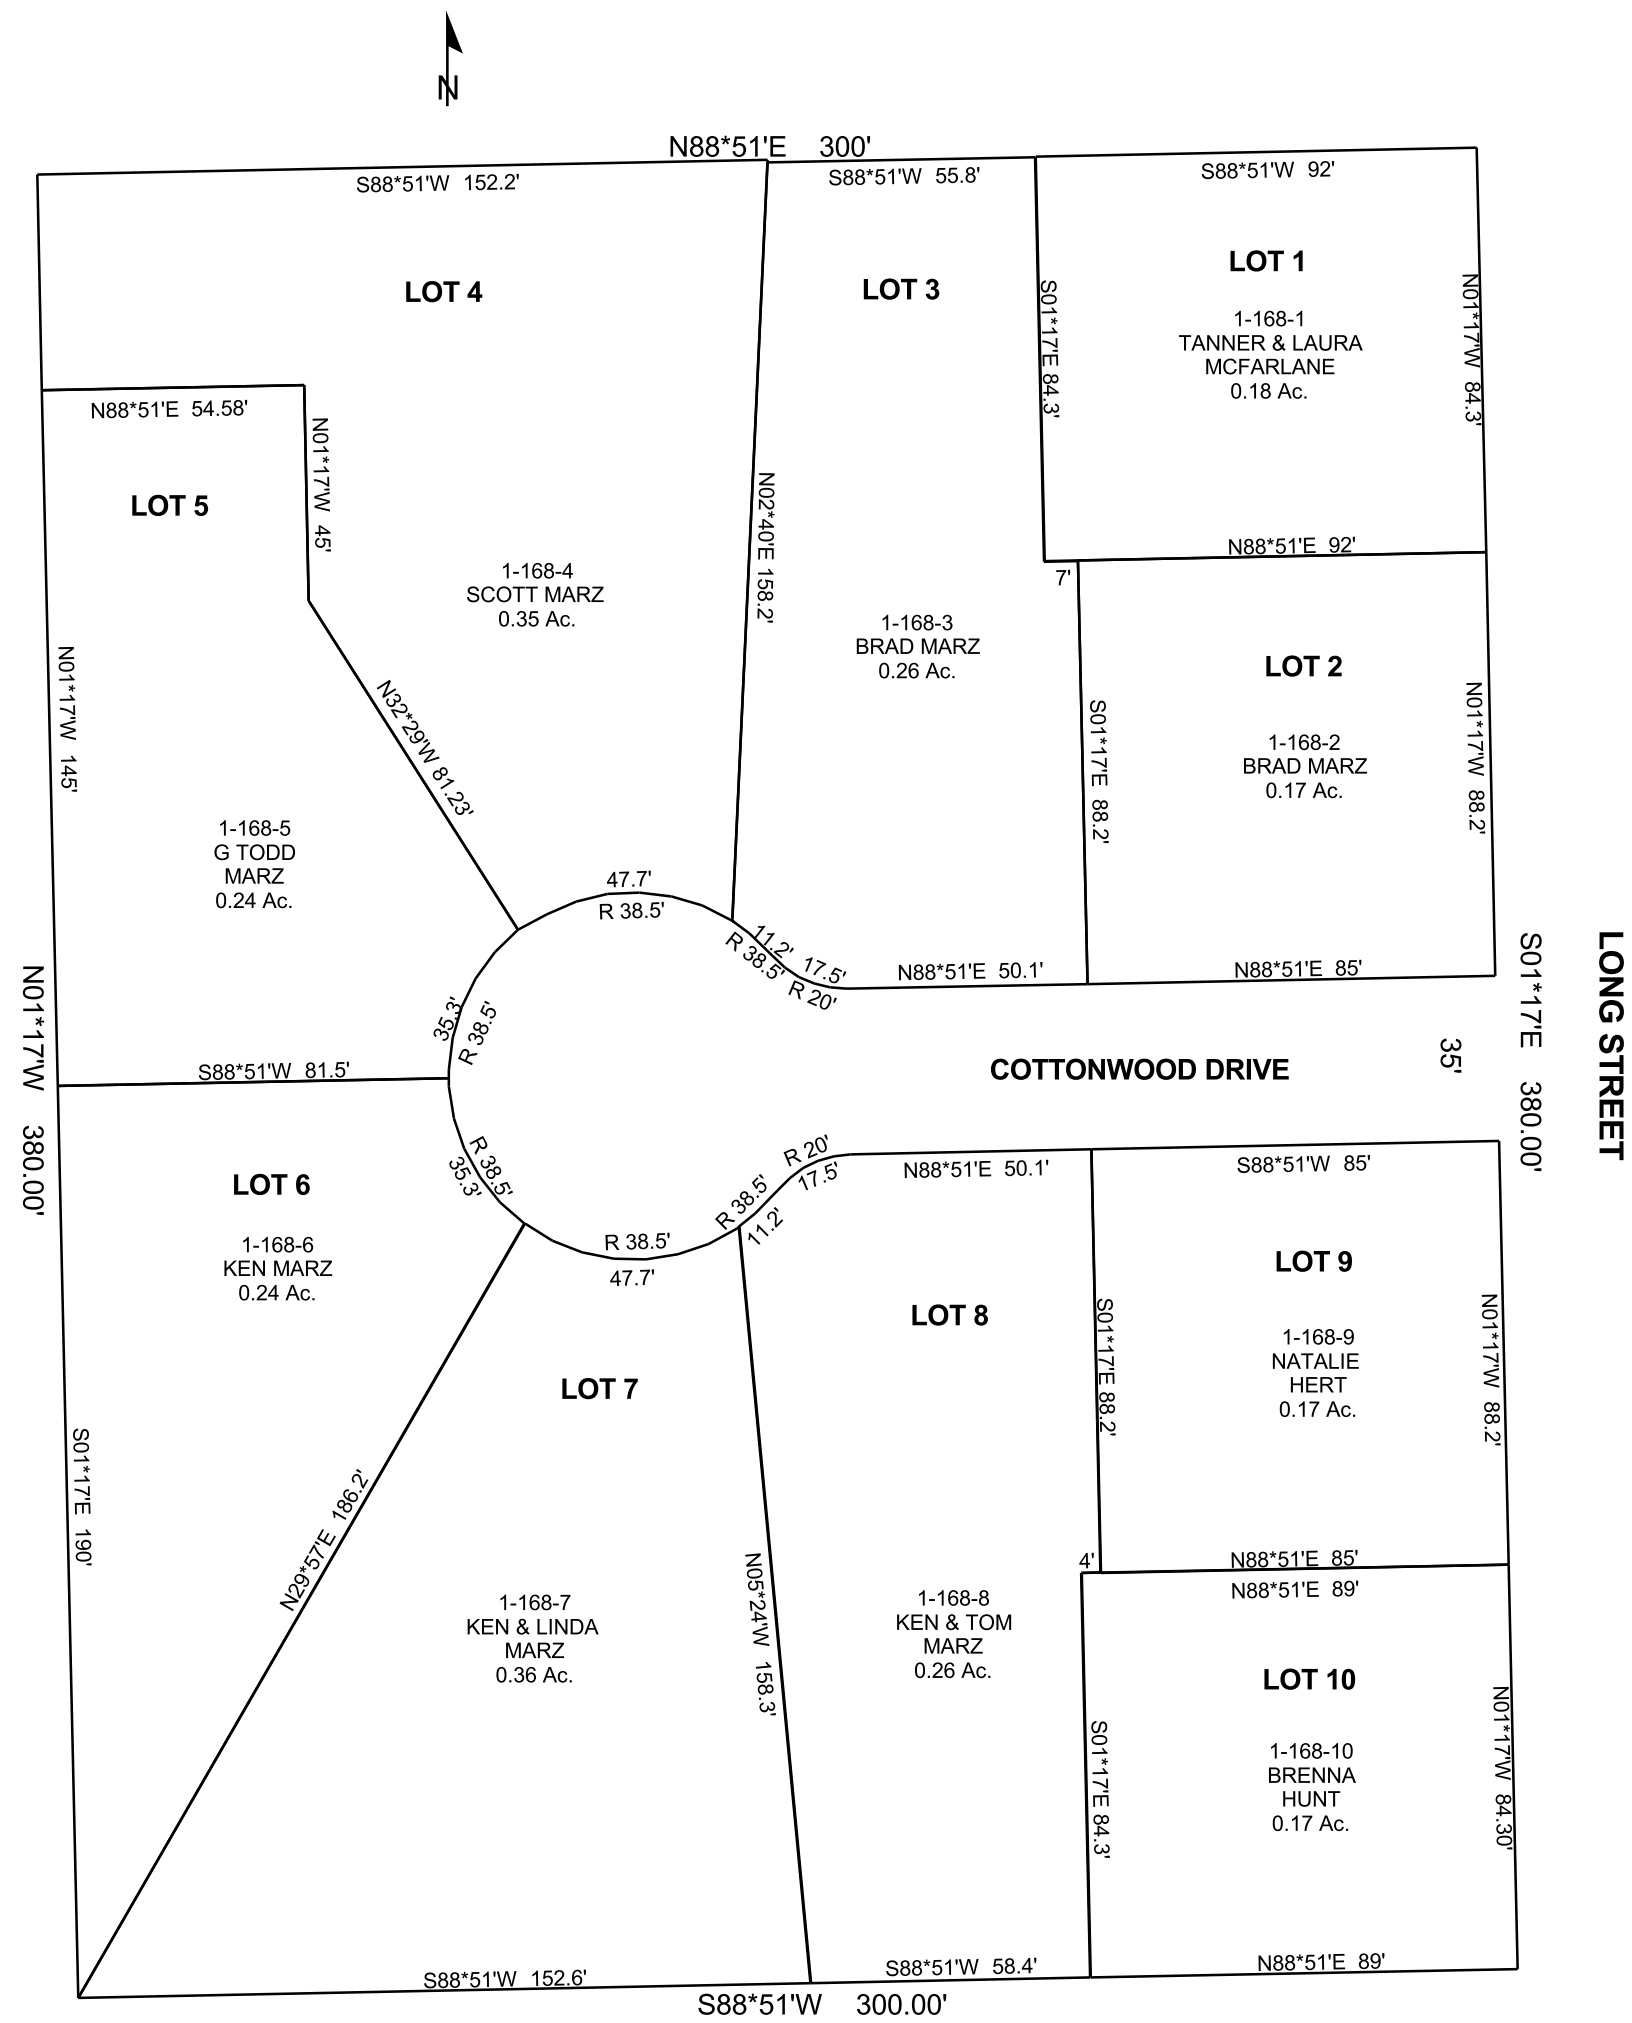 N
N88*51'E 300'
S88*51'W 152.2'
S88*51'W 55.8'
S88*51'W 92'
LOT 4
LOT 3
LOT 1
1-168-1
TANNER & LAURA
MCFARLANE
0.18 Ac.
S01*17'E 84.3'
N01*17'W 84.3'
N88*51'E 54.58'
N01*17'W 45'
LOT 5
N02*40'E 158.2'
N88*51'E 92'
7'
1-168-4
SCOTT MARZ
0.35 Ac.
1-168-3
BRAD MARZ
0.26 Ac.
LOT 2
1-168-2
BRAD MARZ
0.17 Ac.
N01*17'W 145'
N32*29'W 81.23'
S01*17'E 88.2'
N01*17'W 88.2'
1-168-5
G TODD
MARZ
0.24 Ac.
47.7'
R 38.5'
11.2'
R 38.5'
17.5'
R 20'
N88*51'E 50.1'
N88*51'E 85'
35.3'
R 38.5'
N01*17'W 380.00'
S01*17'E 380.00'
LONG STREET
35'
COTTONWOOD DRIVE
S88*51'W 81.5'
R 38.5'
35.3'
R 20'
17.5'
R 38.5'
11.2'
N88*51'E 50.1'
S88*51'W 85'
LOT 6
1-168-6
KEN MARZ
0.24 Ac.
R 38.5'
47.7'
LOT 9
LOT 8
1-168-9
NATALIE
HERT
0.17 Ac.
S01*17'E 88.2'
N01*17'W 88.2'
LOT 7
S01*17'E 190'
N29*57'E 186.2'
N05*24'W 158.3'
4'
N88*51'E 85'
N88*51'E 89'
1-168-7
KEN & LINDA
MARZ
0.36 Ac.
1-168-8
KEN & TOM
MARZ
0.26 Ac.
LOT 10
1-168-10
BRENNA
HUNT
0.17 Ac.
S01*17'E 84.3'
N01*17'W 84.30'
S88*51'W 152.6'
S88*51'W 58.4'
N88*51'E 89'
S88*51'W 300.00'